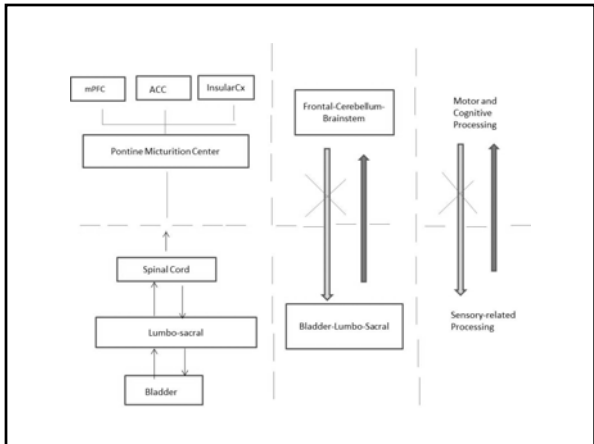 mPFC
ACC
InsularCx
Pontine Micturition Center
Spinal Cord
Lumbo-sacral
Bladder
Frontal-Cerebellum-
Brainstem
Bladder-Lumbo-Sacral
Motor and
Cognitive
Processing
Sensory-related
Processing